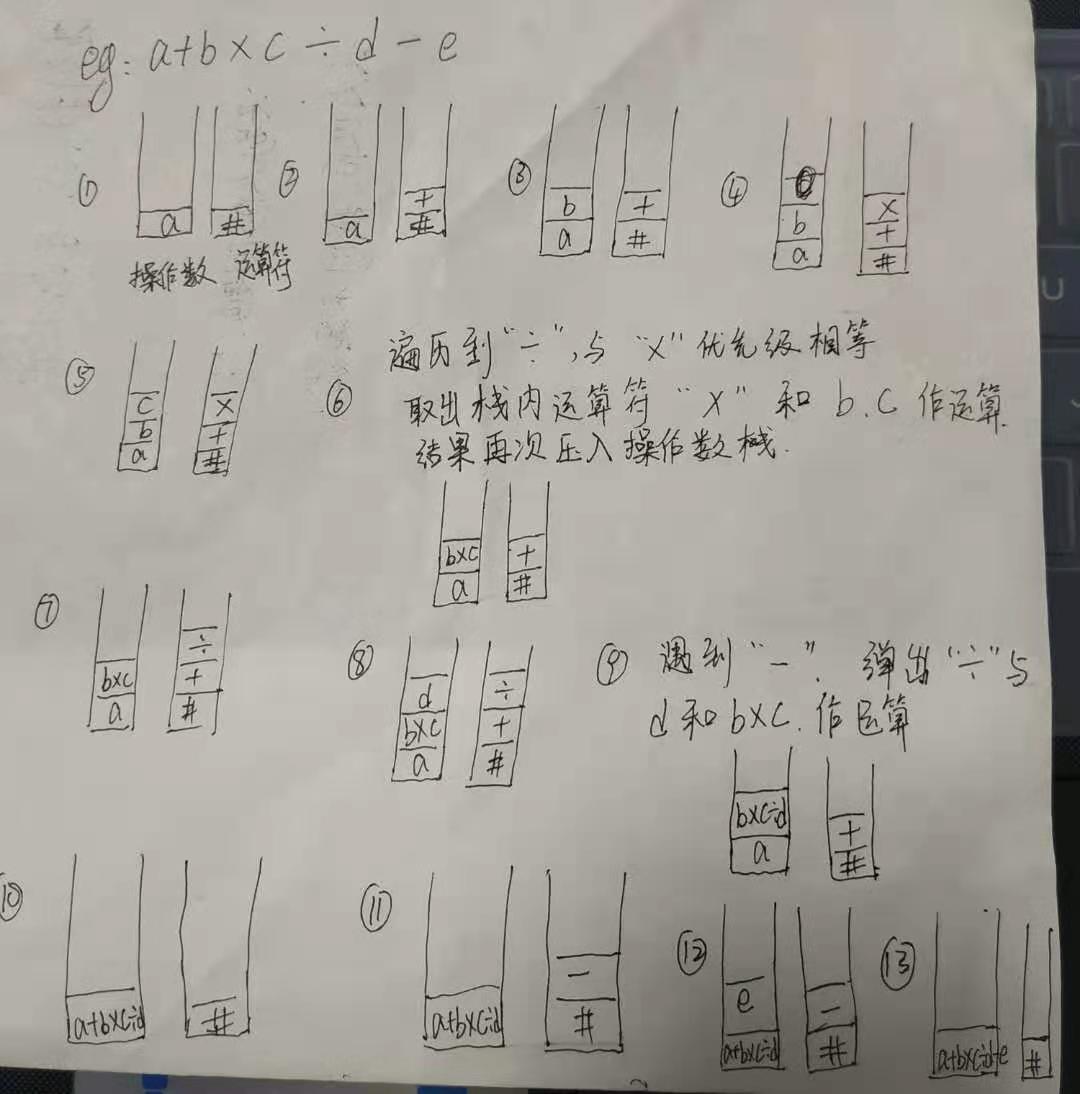 eg: a+b×c÷d-e
① a # ② a + # ③ b a + # ④ b a × + #
操作数 运算符
⑤ c b a × + #
⑥ 遍历到“÷”,与“×”优先级相等
取出栈内运算符“×”和b.c作运算.
结果再次压入操作数栈.
b×c +
a #
⑦ b×c a ÷ + #
⑧ d b×c a ÷ + #
⑨ 遇到“-”. 弹出“÷”与
d和b×c.作运算
b×c÷d +
a #
⑩ a+b×c÷d #
⑪ a+b×c÷d - #
⑫ e a+b×c÷d - #
⑬ a+b×c÷d-e #